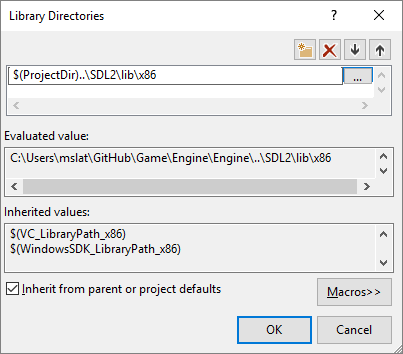 Library Directories
$(ProjectDir)..\SDL2\lib\x86
...
Evaluated value:
C:\Users\mslat\GitHub\Game\Engine\Engine\..\SDL2\lib\x86
Inherited values:
$(VC_LibraryPath_x86)
$(WindowsSDK_LibraryPath_x86)
Inherit from parent or project defaults
Macros>>
OK
Cancel